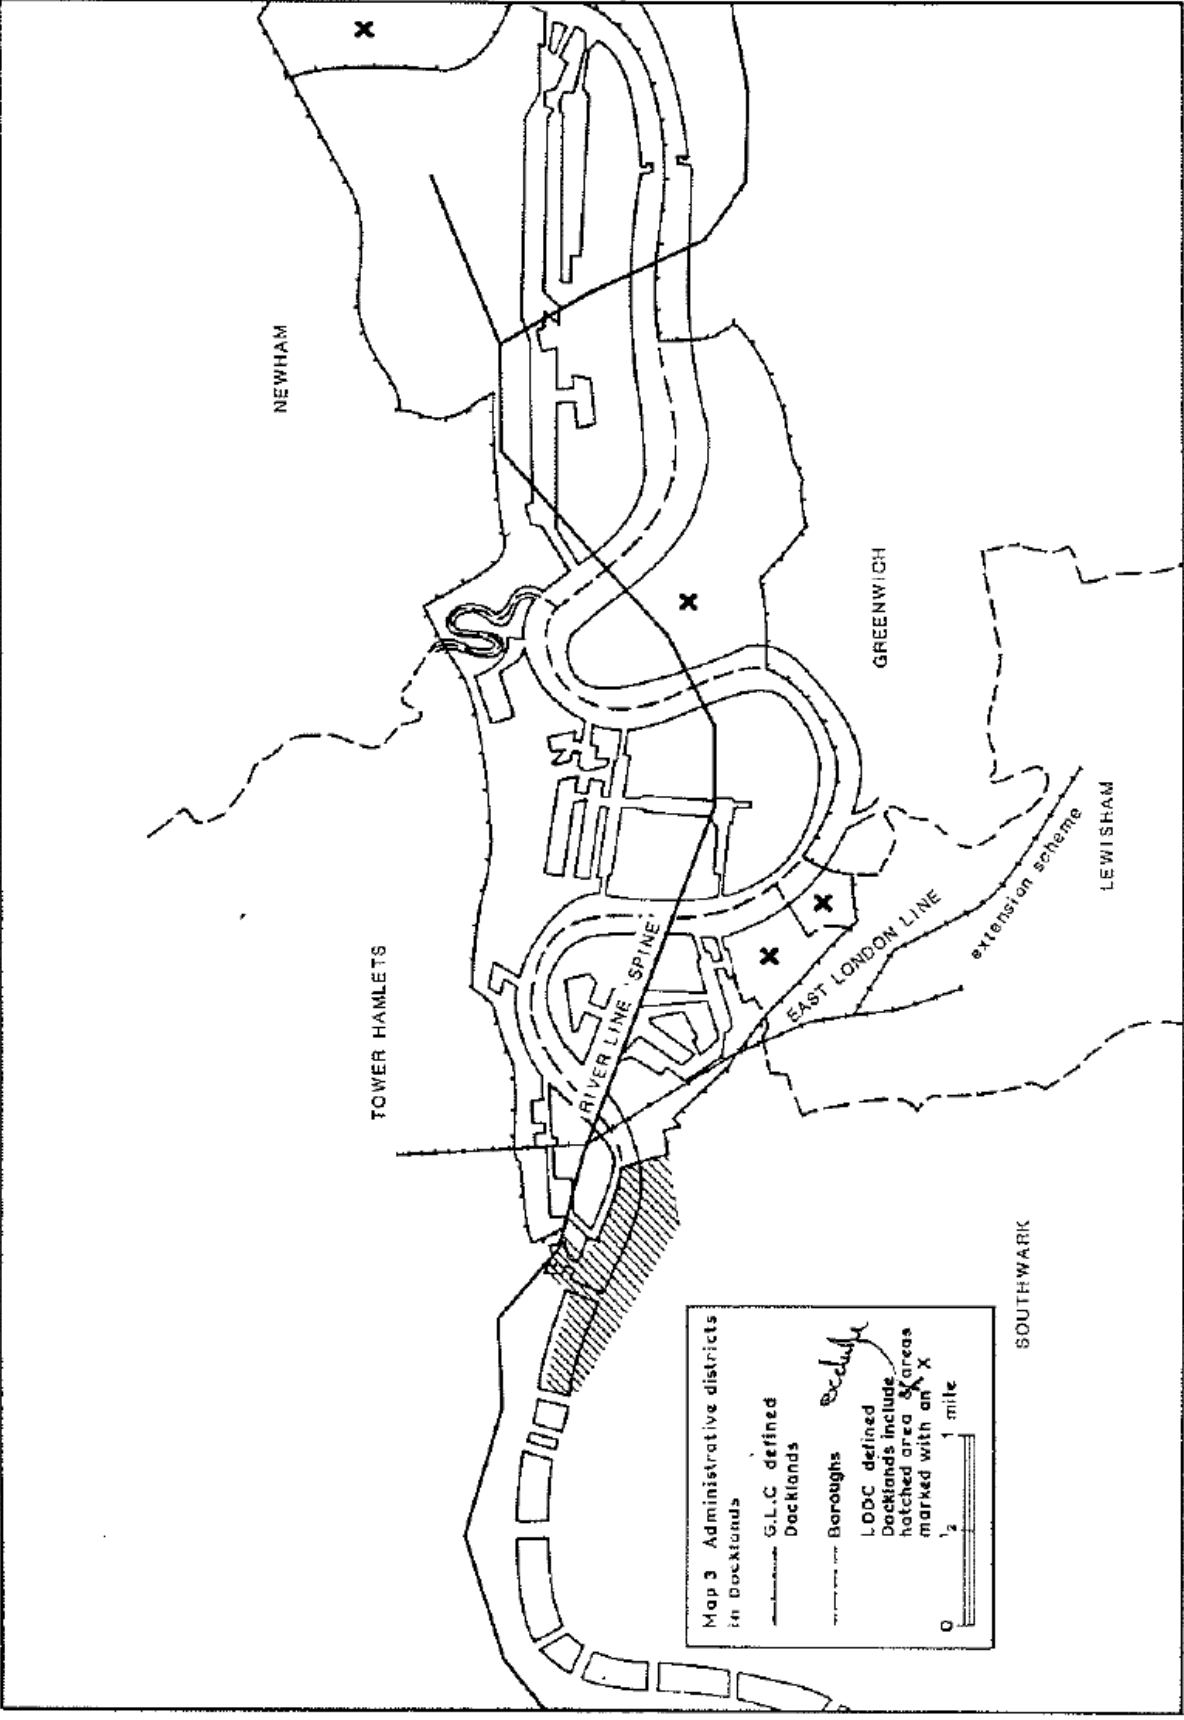 NEWHAM
TOWER HAMLETS
RIVER LINE 'SPINE'
GREENWICH
EAST LONDON LINE
extension scheme
LEWISHAM
SOUTHWARK
Map 3 Administrative districts
in Docklands
G.L.C defined
Docklands
Boroughs
exclude
LDDC defined
Docklands include
hatched area & areas
marked with an X
0 ½ 1 mile
X
X
X
X